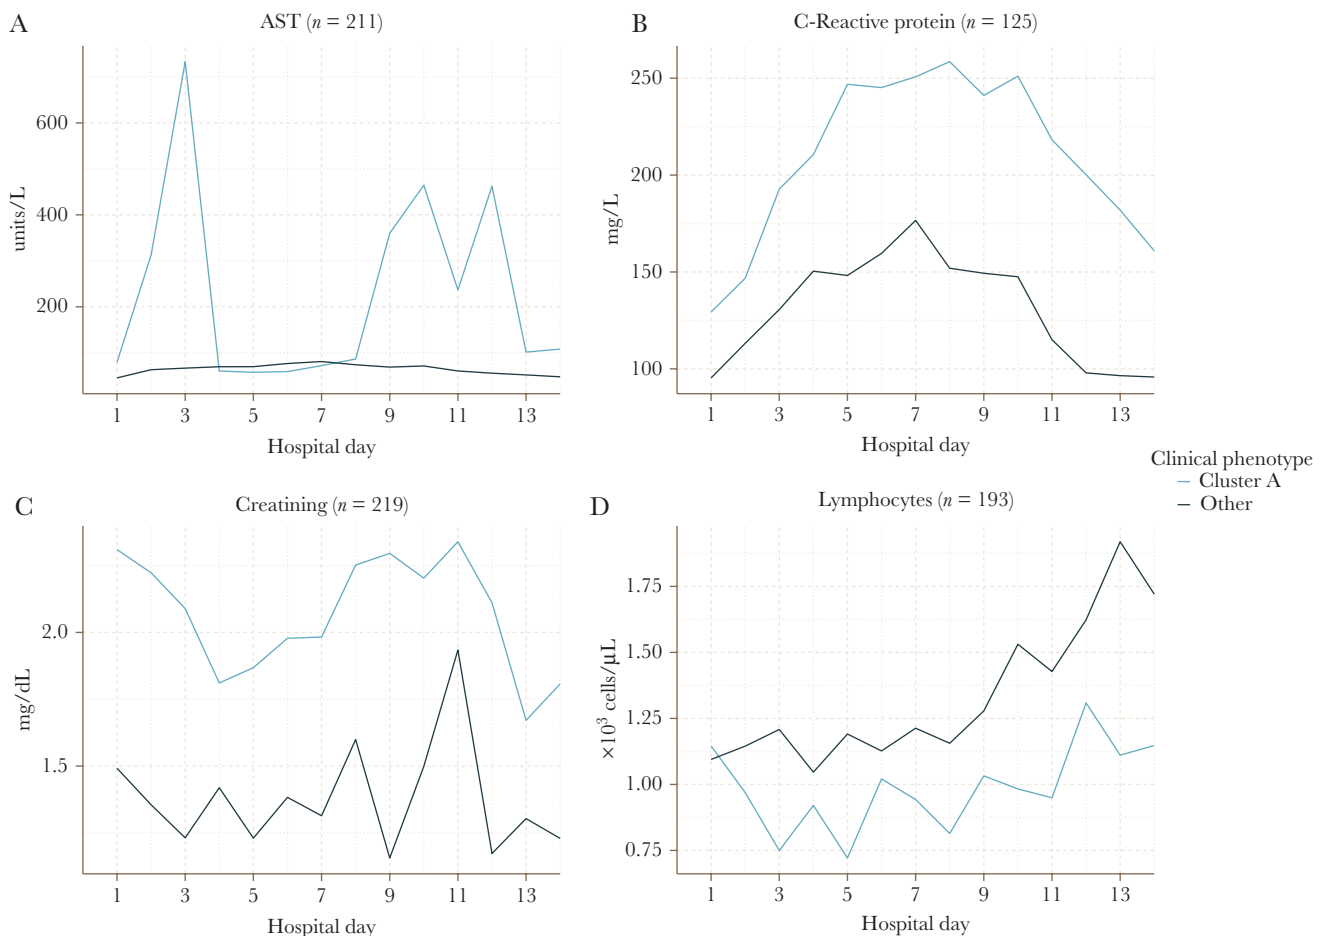 A
AST (n = 211)
units/L
600
400
200
1 3 5 7 9 11 13
Hospital day
B
C-Reactive protein (n = 125)
mg/L
250
200
150
100
1 3 5 7 9 11 13
Hospital day
Clinical phenotype
Cluster A
Other
C
Creatining (n = 219)
mg/dL
2.0
1.5
1 3 5 7 9 11 13
Hospital day
D
Lymphocytes (n = 193)
×10³ cells/μL
1.75
1.50
1.25
1.00
0.75
1 3 5 7 9 11 13
Hospital day